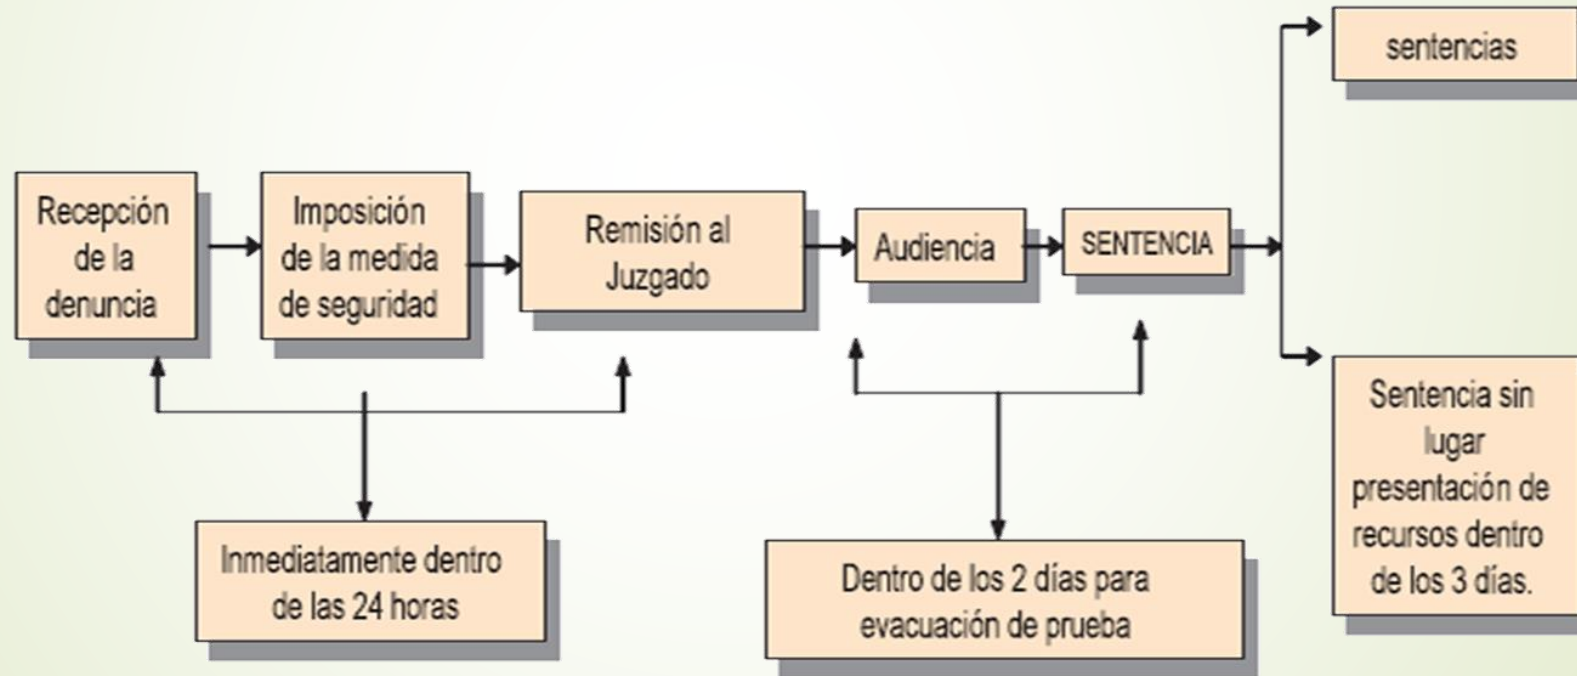 sentencias
Recepción
de la
denuncia
Imposición
de la medida
de seguridad
Remisión al
Juzgado
Audiencia
SENTENCIA
Sentencia sin
lugar
presentación de
recursos dentro
de los 3 días.
Inmediatamente dentro
de las 24 horas
Dentro de los 2 días para
evacuación de prueba